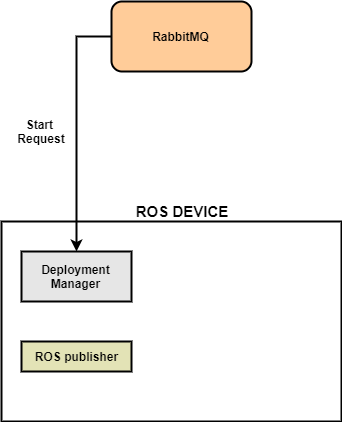 RabbitMQ
Start
Request
ROS DEVICE
Deployment
Manager
ROS publisher